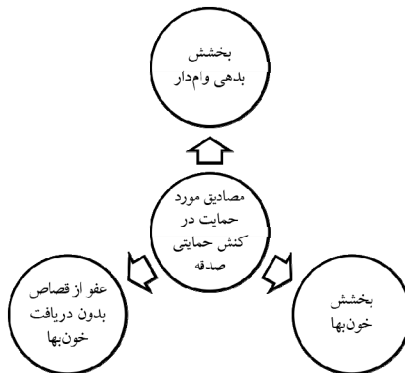 بخشش
بدهی وام‌دار
مصادیق مورد
حمایت در
کنش حمایتی
صدقه
بخشش
خون‌بها
عفو از قصاص
بدون دریافت
خون‌بها